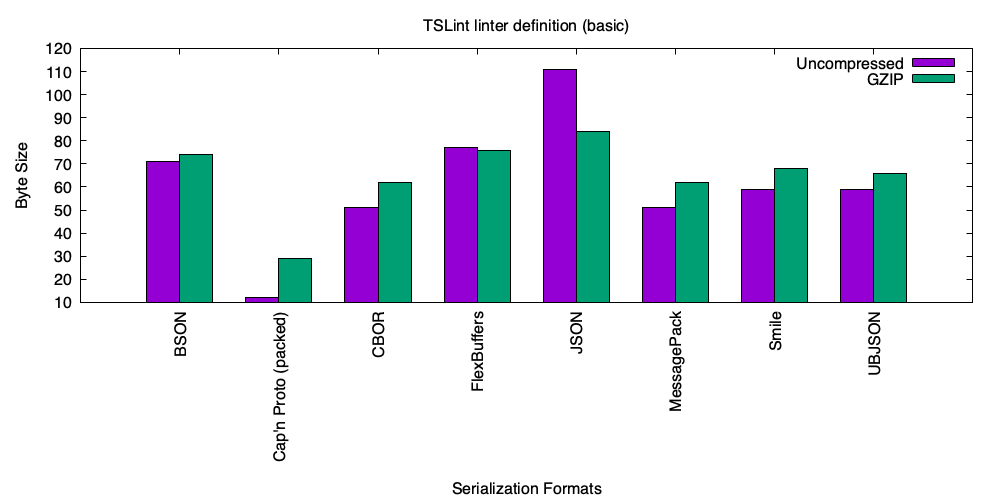 TSLint linter definition (basic)
Uncompressed
GZIP
Byte Size
120
110
100
90
80
70
60
50
40
30
20
10
BSON
Cap'n Proto (packed)
CBOR
FlexBuffers
JSON
MessagePack
Smile
UBJSON
Serialization Formats